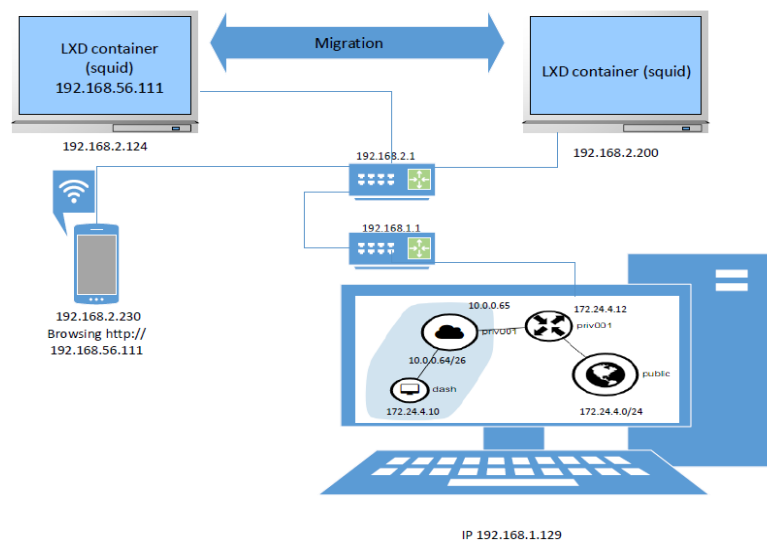 Migration
LXD container
(squid)
192.168.56.111
LXD container (squid)
192.168.2.124
192.168.2.1
192.168.2.200
192.168.1.1
192.168.2.230
Browsing http://
192.168.56.111
10.0.0.65
172.24.4.12
priv001
priv001
10.0.0.64/26
public
dash
172.24.4.10
172.24.4.0/24
IP 192.168.1.129